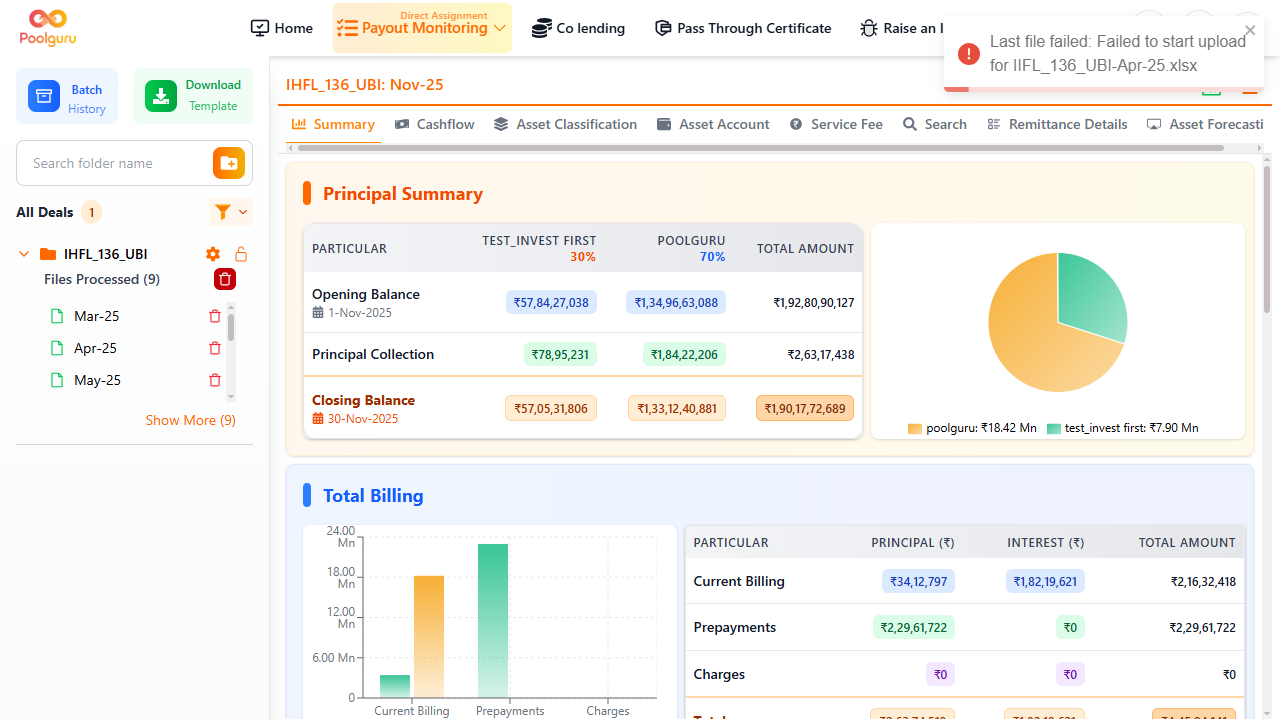 Poolguru
Home
Direct Assignment
Payout Monitoring
Co lending
Pass Through Certificate
Raise an I
Last file failed: Failed to start upload
for IIFL_136_UBI-Apr-25.xlsx
Batch
History
Download
Template
Search folder name
All Deals 1
IHFL_136_UBI
Files Processed (9)
Mar-25
Apr-25
May-25
Show More (9)
IHFL_136_UBI: Nov-25
Summary
Cashflow
Asset Classification
Asset Account
Service Fee
Search
Remittance Details
Asset Forecasti
Principal Summary
PARTICULAR TEST_INVEST FIRST 30% POOLGURU 70% TOTAL AMOUNT
Opening Balance ₹57,84,27,038 ₹1,34,96,63,088 ₹1,92,80,90,127
1-Nov-2025
Principal Collection ₹78,95,231 ₹1,84,22,206 ₹2,63,17,438
Closing Balance ₹57,05,31,806 ₹1,33,12,40,881 ₹1,90,17,72,689
30-Nov-2025
poolguru: ₹18.42 Mn test_invest first: ₹7.90 Mn
Total Billing
24.00 Mn
18.00 Mn
12.00 Mn
6.00 Mn
0
Current Billing Prepayments Charges
PARTICULAR PRINCIPAL (₹) INTEREST (₹) TOTAL AMOUNT
Current Billing ₹34,12,797 ₹1,82,19,621 ₹2,16,32,418
Prepayments ₹2,29,61,722 ₹0 ₹2,29,61,722
Charges ₹0 ₹0 ₹0